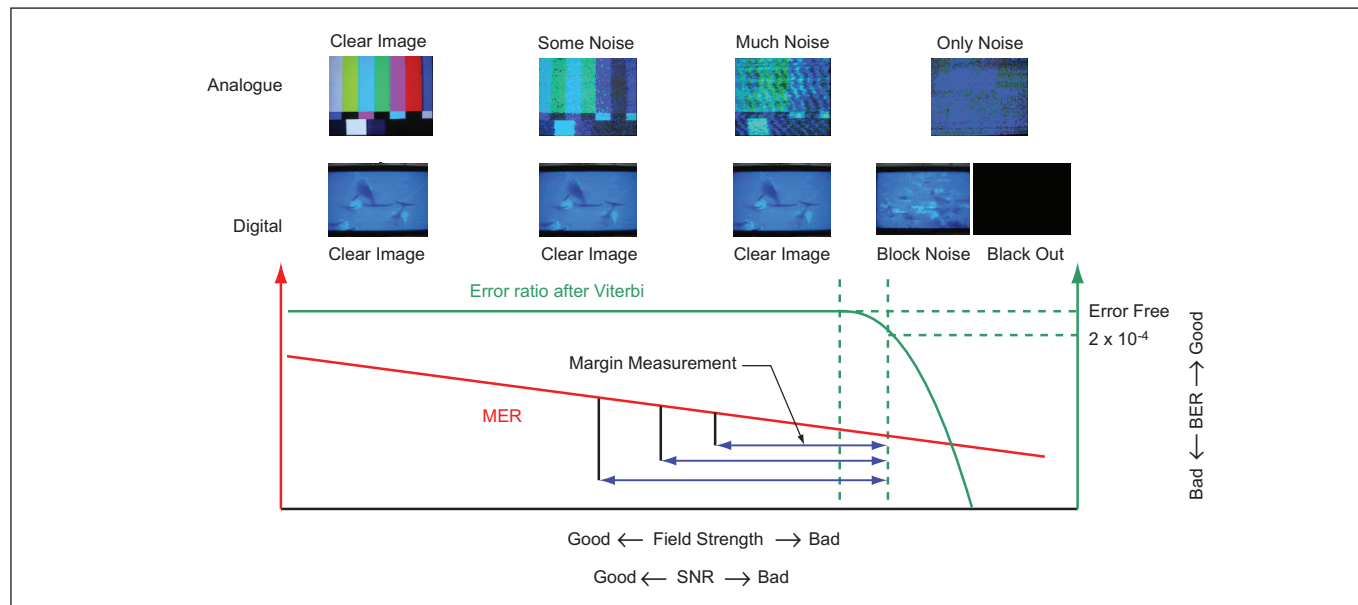 Clear Image
Some Noise
Much Noise
Only Noise
Analogue
Digital
Clear Image
Clear Image
Clear Image
Block Noise
Black Out
Error ratio after Viterbi
Error Free
2 x 10-4
Margin Measurement
MER
Bad ← BER → Good
Good ← Field Strength → Bad
Good ← SNR → Bad